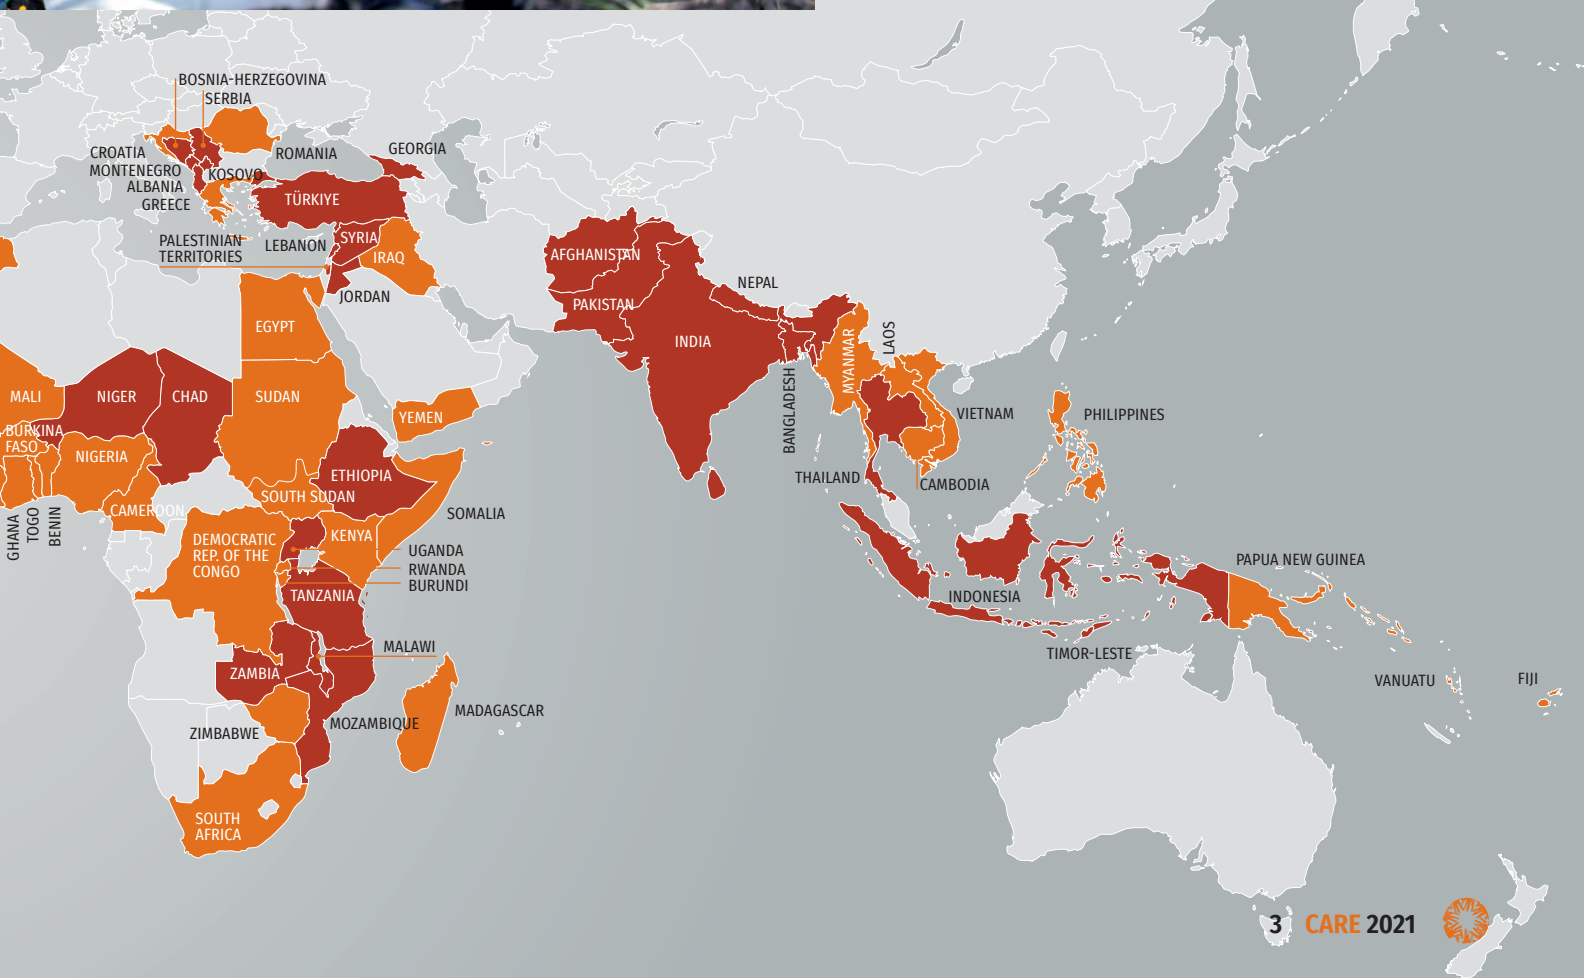 BOSNIA-HERZEGOVINA
SERBIA
CROATIA
ROMANIA
GEORGIA
MONTENEGRO
KOSOVO
ALBANIA
GREECE
TÜRKIYE
PALESTINIAN
TERRITORIES
LEBANON
SYRIA
IRAQ
JORDAN
AFGHANISTAN
PAKISTAN
NEPAL
INDIA
BANGLADESH
MYANMAR
LAOS
VIETNAM
THAILAND
CAMBODIA
PHILIPPINES
EGYPT
MALI
NIGER
CHAD
SUDAN
YEMEN
BURKINA
FASO
NIGERIA
ETHIOPIA
SOUTH SUDAN
CAMEROON
SOMALIA
GHANA
TOGO
BENIN
DEMOCRATIC
REP. OF THE
CONGO
KENYA
UGANDA
RWANDA
BURUNDI
TANZANIA
MALAWI
ZAMBIA
MOZAMBIQUE
MADAGASCAR
ZIMBABWE
SOUTH
AFRICA
INDONESIA
PAPUA NEW GUINEA
TIMOR-LESTE
VANUATU
FIJI
3 CARE 2021